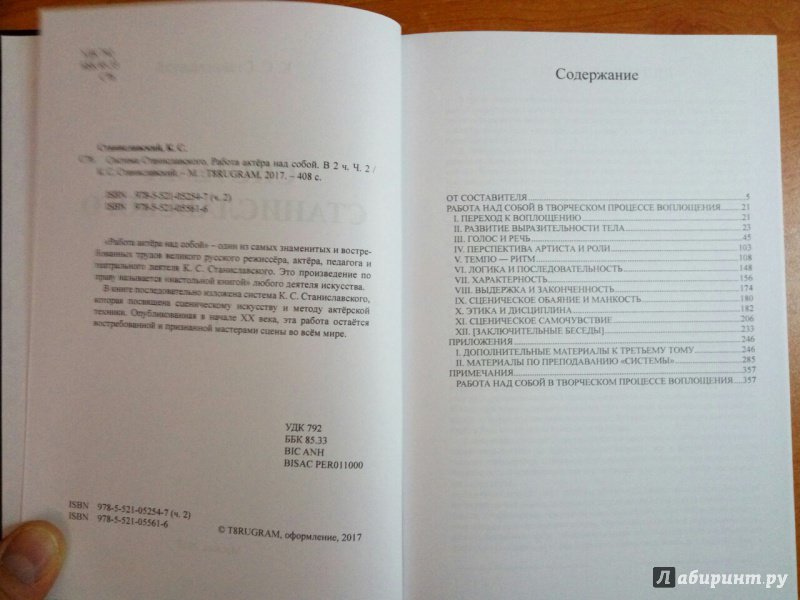 УДК 792
Станиславский, К. С.
С76 Система Станиславского. Работа актёра над собой. В 2 ч. Ч. 2 /
К. С. Станиславский. – М. : T8RUGRAM, 2017. – 408 с.
ISBN 978-5-521-05254-7 (ч. 2)
ISBN 978-5-521-05561-6
«Работа актёра над собой» – один из самых знаменитых и востре-
бованных трудов великого русского режиссёра, актёра, педагога и
театрального деятеля К. С. Станиславского. Это произведение по
праву называется «настольной книгой» любого деятеля искусства.
В книге последовательно изложена система К. С. Станиславского,
которая посвящена сценическому искусству и методу актёрской
техники. Опубликованная в начале XX века, эта работа остаётся
востребованной и признанной мастерами сцены во всём мире.
УДК 792
ББК 85.33
BIC ANH
BISAC PER011000
ISBN 978-5-521-05254-7 (ч. 2)
ISBN 978-5-521-05561-6
© T8RUGRAM, оформление, 2017
Содержание
ОТ СОСТАВИТЕЛЯ 5
РАБОТА НАД СОБОЙ В ТВОРЧЕСКОМ ПРОЦЕССЕ ВОПЛОЩЕНИЯ 21
I. ПЕРЕХОД К ВОПЛОЩЕНИЮ 21
II. РАЗВИТИЕ ВЫРАЗИТЕЛЬНОСТИ ТЕЛА 23
III. ГОЛОС И РЕЧЬ 45
IV. ПЕРСПЕКТИВА АРТИСТА И РОЛИ 103
V. ТЕМПО — РИТМ 108
VI. ЛОГИКА И ПОСЛЕДОВАТЕЛЬНОСТЬ 148
VII. ХАРАКТЕРНОСТЬ 156
VIII. ВЫДЕРЖКА И ЗАКОНЧЕННОСТЬ 174
IX. СЦЕНИЧЕСКОЕ ОБАЯНИЕ И МАНКОСТЬ 180
X. ЭТИКА И ДИСЦИПЛИНА 182
XI. СЦЕНИЧЕСКОЕ САМОЧУВСТВИЕ 206
XII. [ЗАКЛЮЧИТЕЛЬНЫЕ БЕСЕДЫ] 233
ПРИЛОЖЕНИЯ 246
I. ДОПОЛНИТЕЛЬНЫЕ МАТЕРИАЛЫ К ТРЕТЬЕМУ ТОМУ 246
II. МАТЕРИАЛЫ ПО ПРЕПОДАВАНИЮ «СИСТЕМЫ» 285
ПРИМЕЧАНИЯ 357
РАБОТА НАД СОБОЙ В ТВОРЧЕСКОМ ПРОЦЕССЕ ВОПЛОЩЕНИЯ 357
Лабиринт.ру